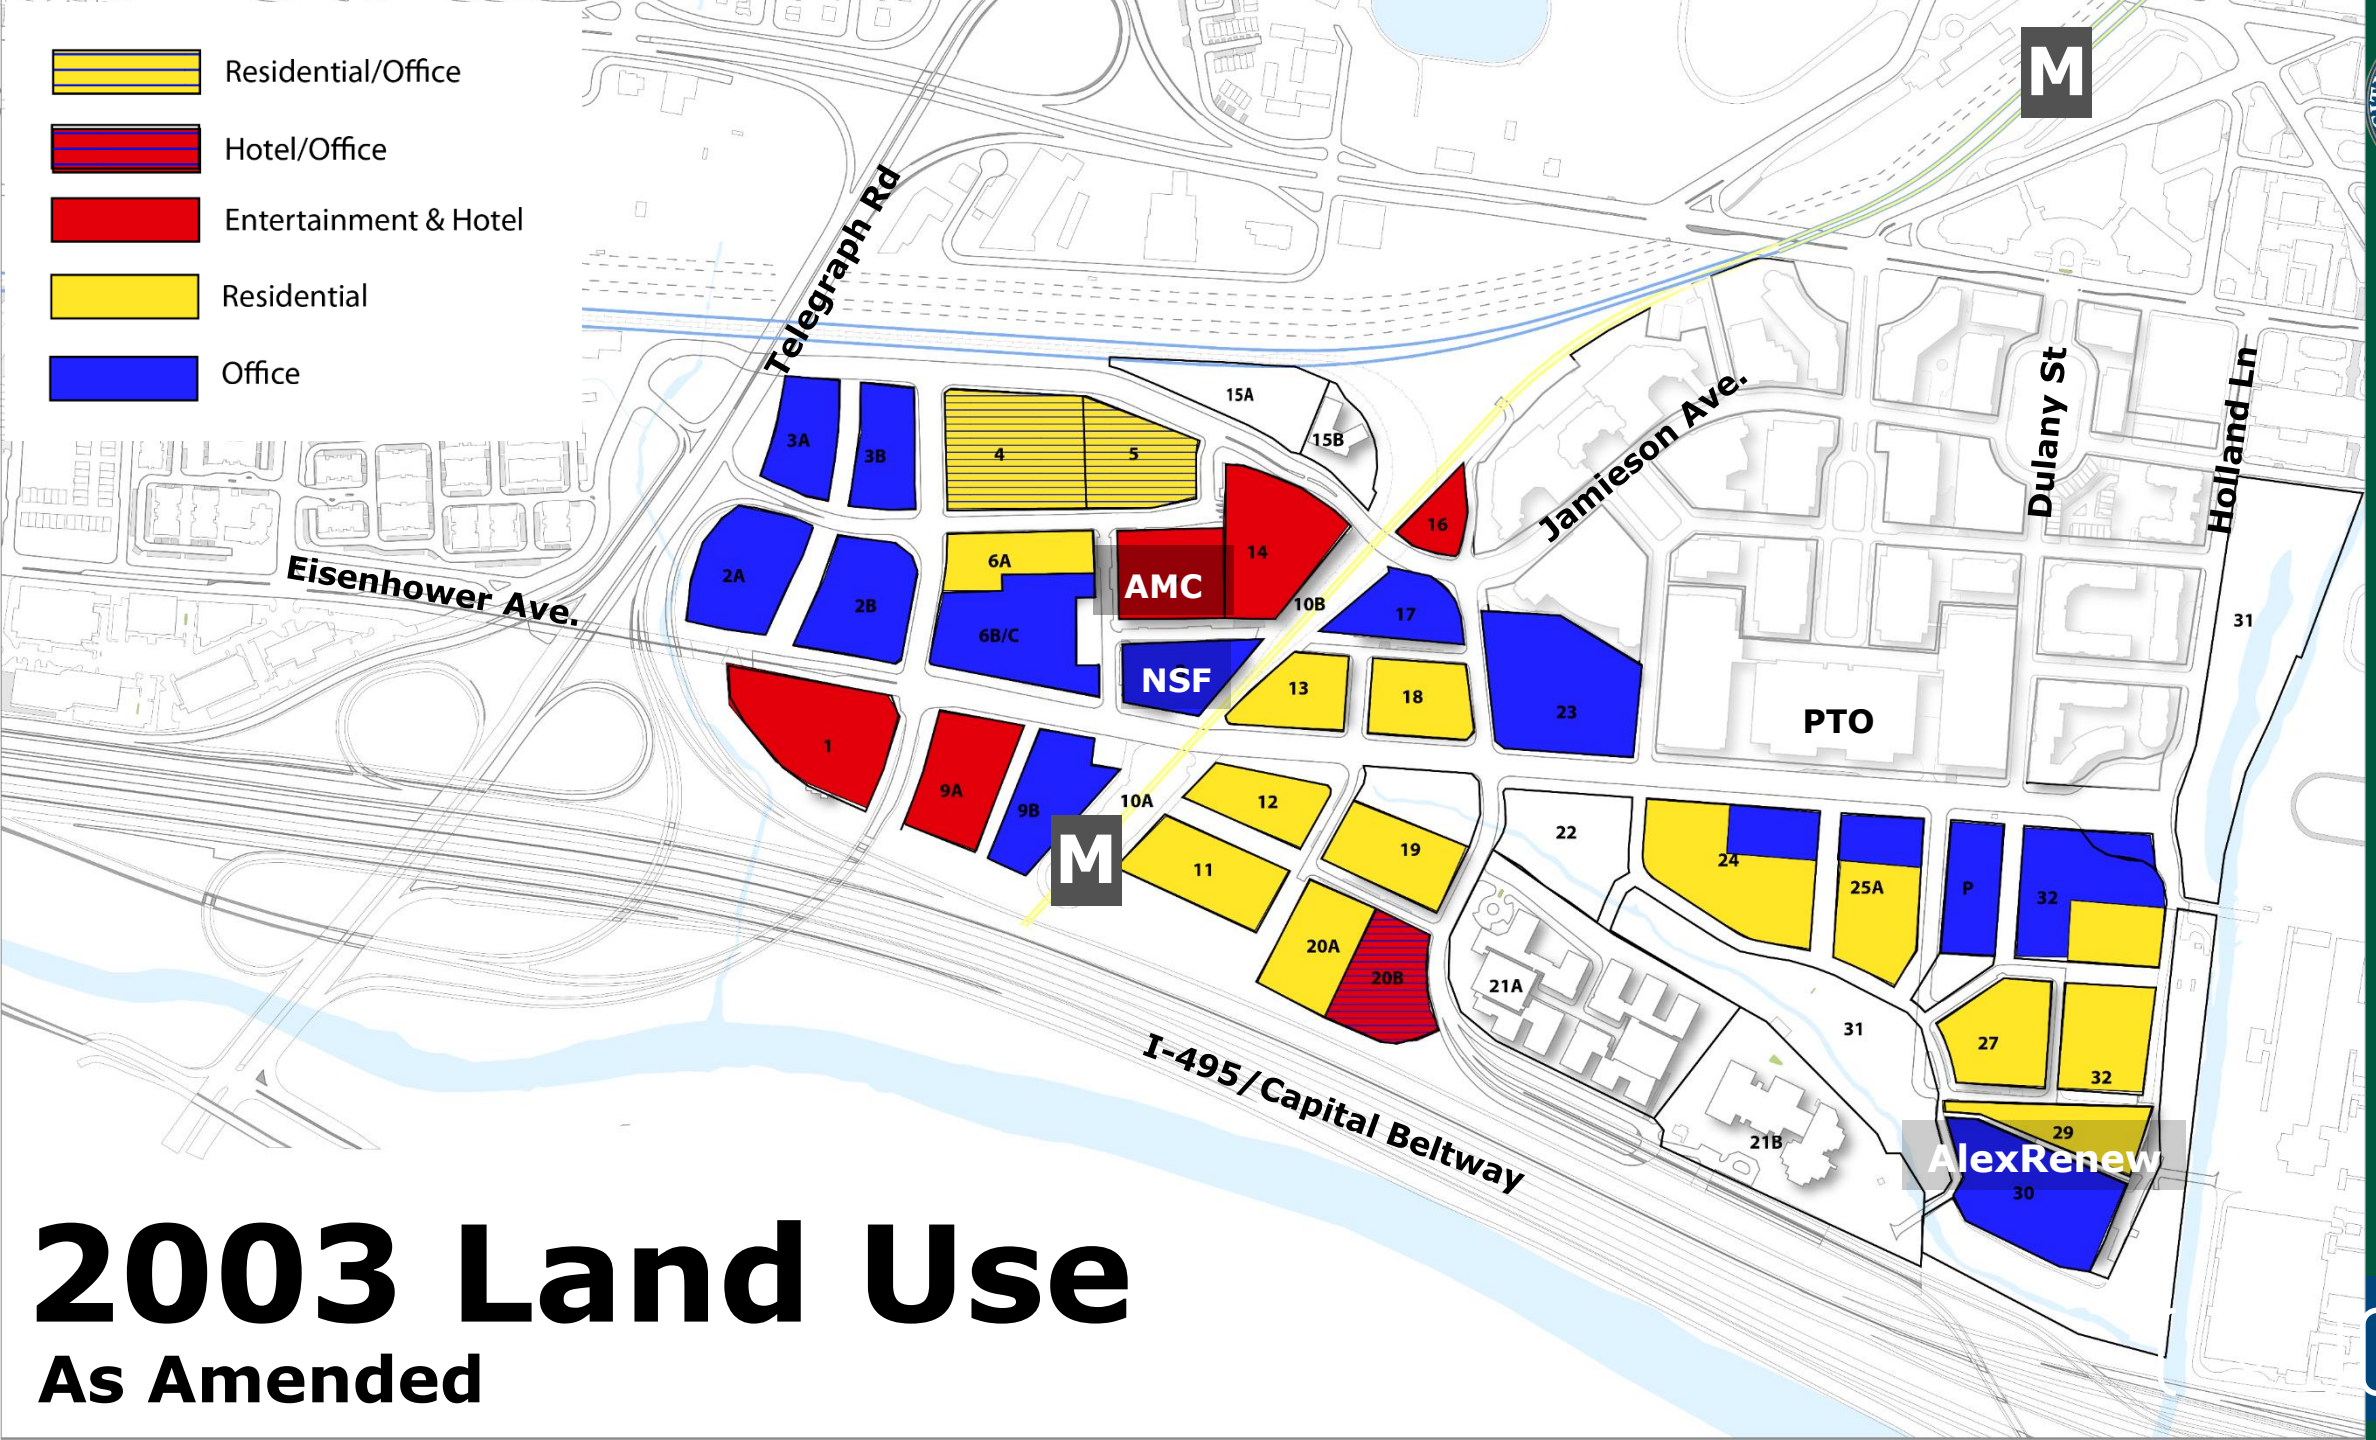 Residential/Office
Hotel/Office
Entertainment & Hotel
Residential
Office
M
Telegraph Rd
Jamieson Ave.
Dulany St
Holland Ln
Eisenhower Ave.
15A
15B
3A
3B
4
5
16
14
6A
AMC
2A
2B
10B
17
6B/C
31
NSF
13
18
23
PTO
1
9A
9B
10A
12
M
11
19
22
24
25A
P
32
20A
20B
21A
31
27
32
29
21B
AlexRenew
30
I-495/Capital Beltway
2003 Land Use
As Amended